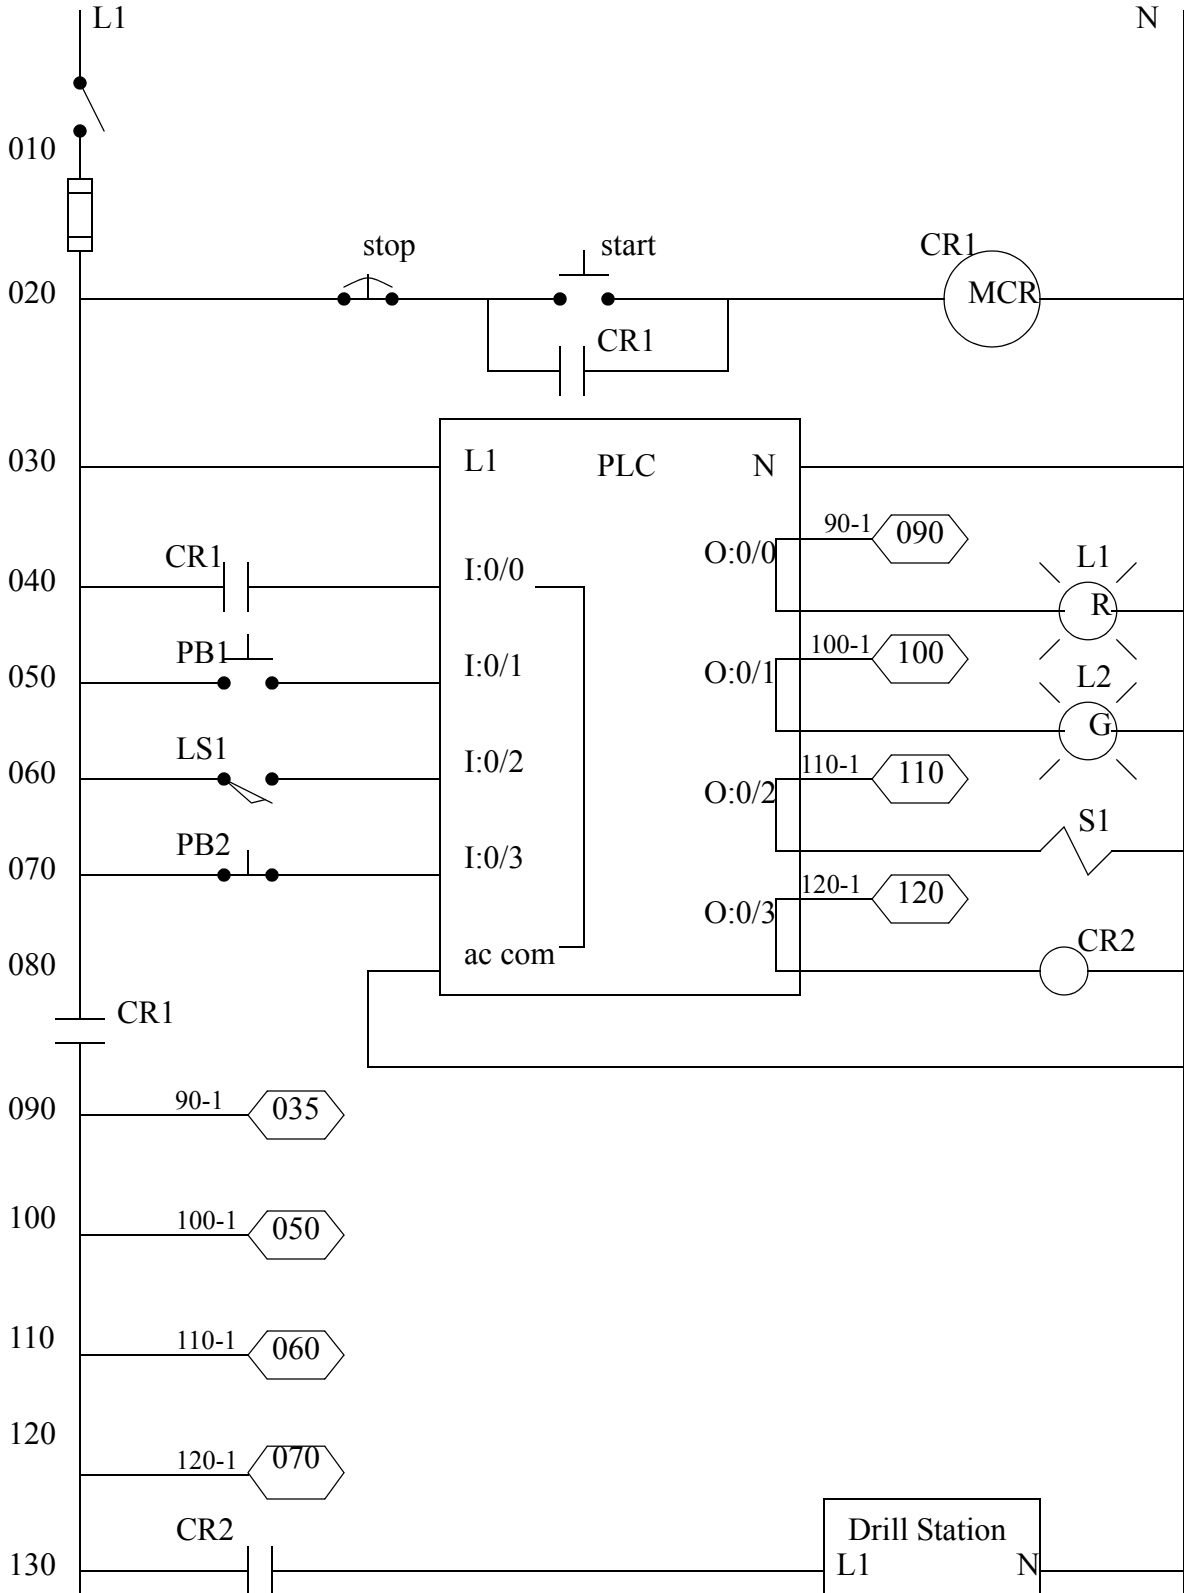 L1 N
010
stop start CR1
020 MCR
CR1
030 L1 PLC N
90-1 090
O:0/0 L1
CR1
040 I:0/0
R
100-1 100
PB1
050 I:0/1 O:0/1 L2
G
LS1
060 I:0/2 110-1 110
O:0/2
S1
PB2
070 I:0/3
120-1 120
O:0/3
CR2
080 ac com
CR1
090 90-1 035
100 100-1 050
110 110-1 060
120 120-1 070
CR2 Drill Station
130 L1 N